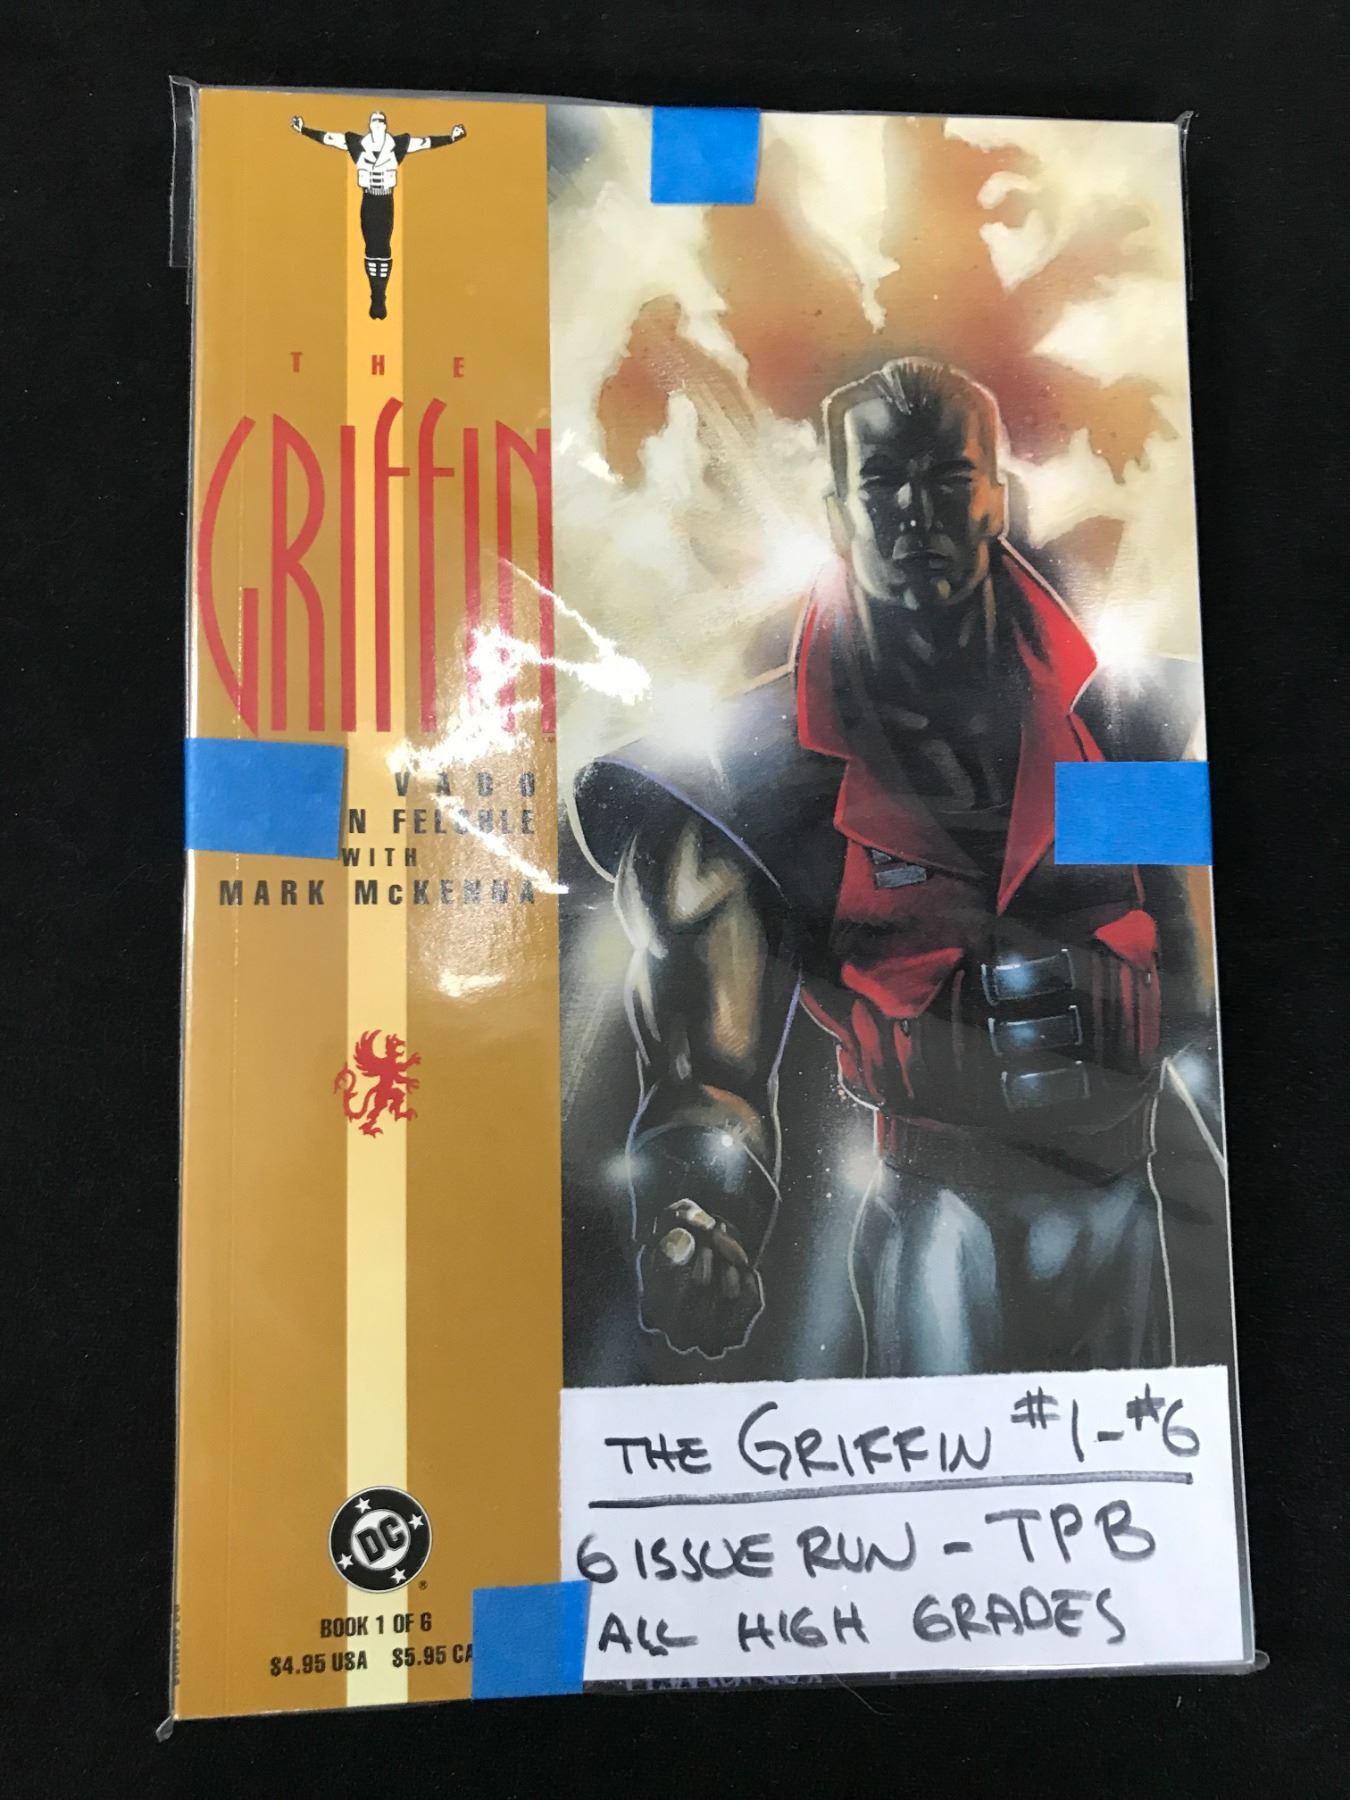 THE
GRIFFIN
VADO
N FELCHLE
WITH
MARK McKENNA
DC
BOOK 1 OF 6
$4.95 USA $5.95 CA
THE GRIFFIN #1-#6
6 ISSUE RUN - TPB
ALL HIGH GRADES